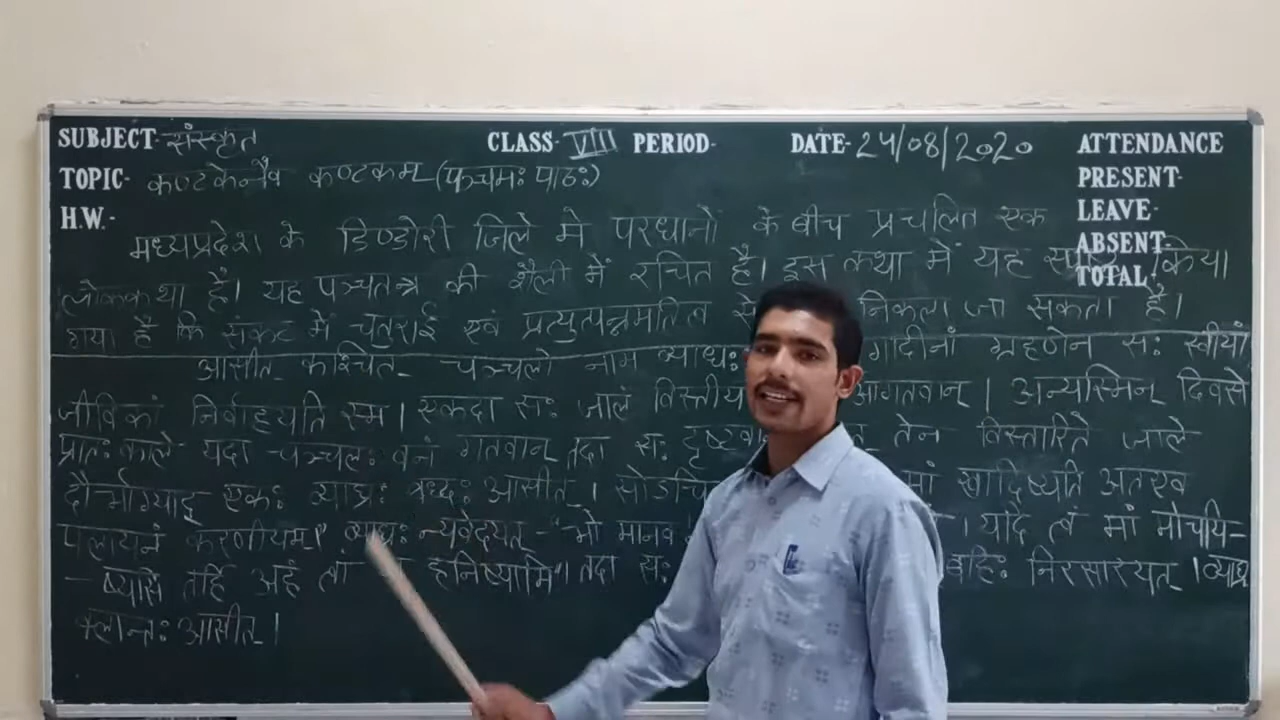 SUBJECT- संस्कृत CLASS- VIII PERIOD- DATE- 24/08/2020 ATTENDANCE
TOPIC- कण्टकेनैव कण्टकम् (पञ्चमः पाठः) PRESENT-
H.W.- LEAVE-
ABSENT-
TOTAL-
मध्यप्रदेश के डिण्डोरी जिले में परधानों के बीच प्रचलित एक
लोककथा है। यह पञ्चतन्त्र की शैली में रचित है। इस कथा में यह स्पष्ट किया
गया है कि संकट में चतुराई एवं प्रत्युत्पन्नमतित्व से निकला जा सकता है।
आसीत् कश्चित् चञ्चलो नाम व्याधः गादीनां ग्रहणेन सः स्वीयां
जीविकां निर्वाहयति स्म। एकदा सः जालं विस्तीय आगतवान्। अन्यस्मिन् दिवसे
प्रातः काले यदा चञ्चलः वनं गतवान् तदा सः दृष्टवा तेन विस्तारिते जाले
दौर्भाग्याद् एकः व्याघ्रः बध्दः आसीत्। सोऽचि मां खादिष्यति अतएव
पलायनं करणीयम्।" व्याघ्रः न्यवेदयत्- "भो मानव। । यदि त्वं मां मोचयि-
-ष्यसि तर्हि अहं त्वां न हनिष्यामि"। तदा सः बहिः निरसारयत्। व्याघ्र
क्लान्तः आसीत्।